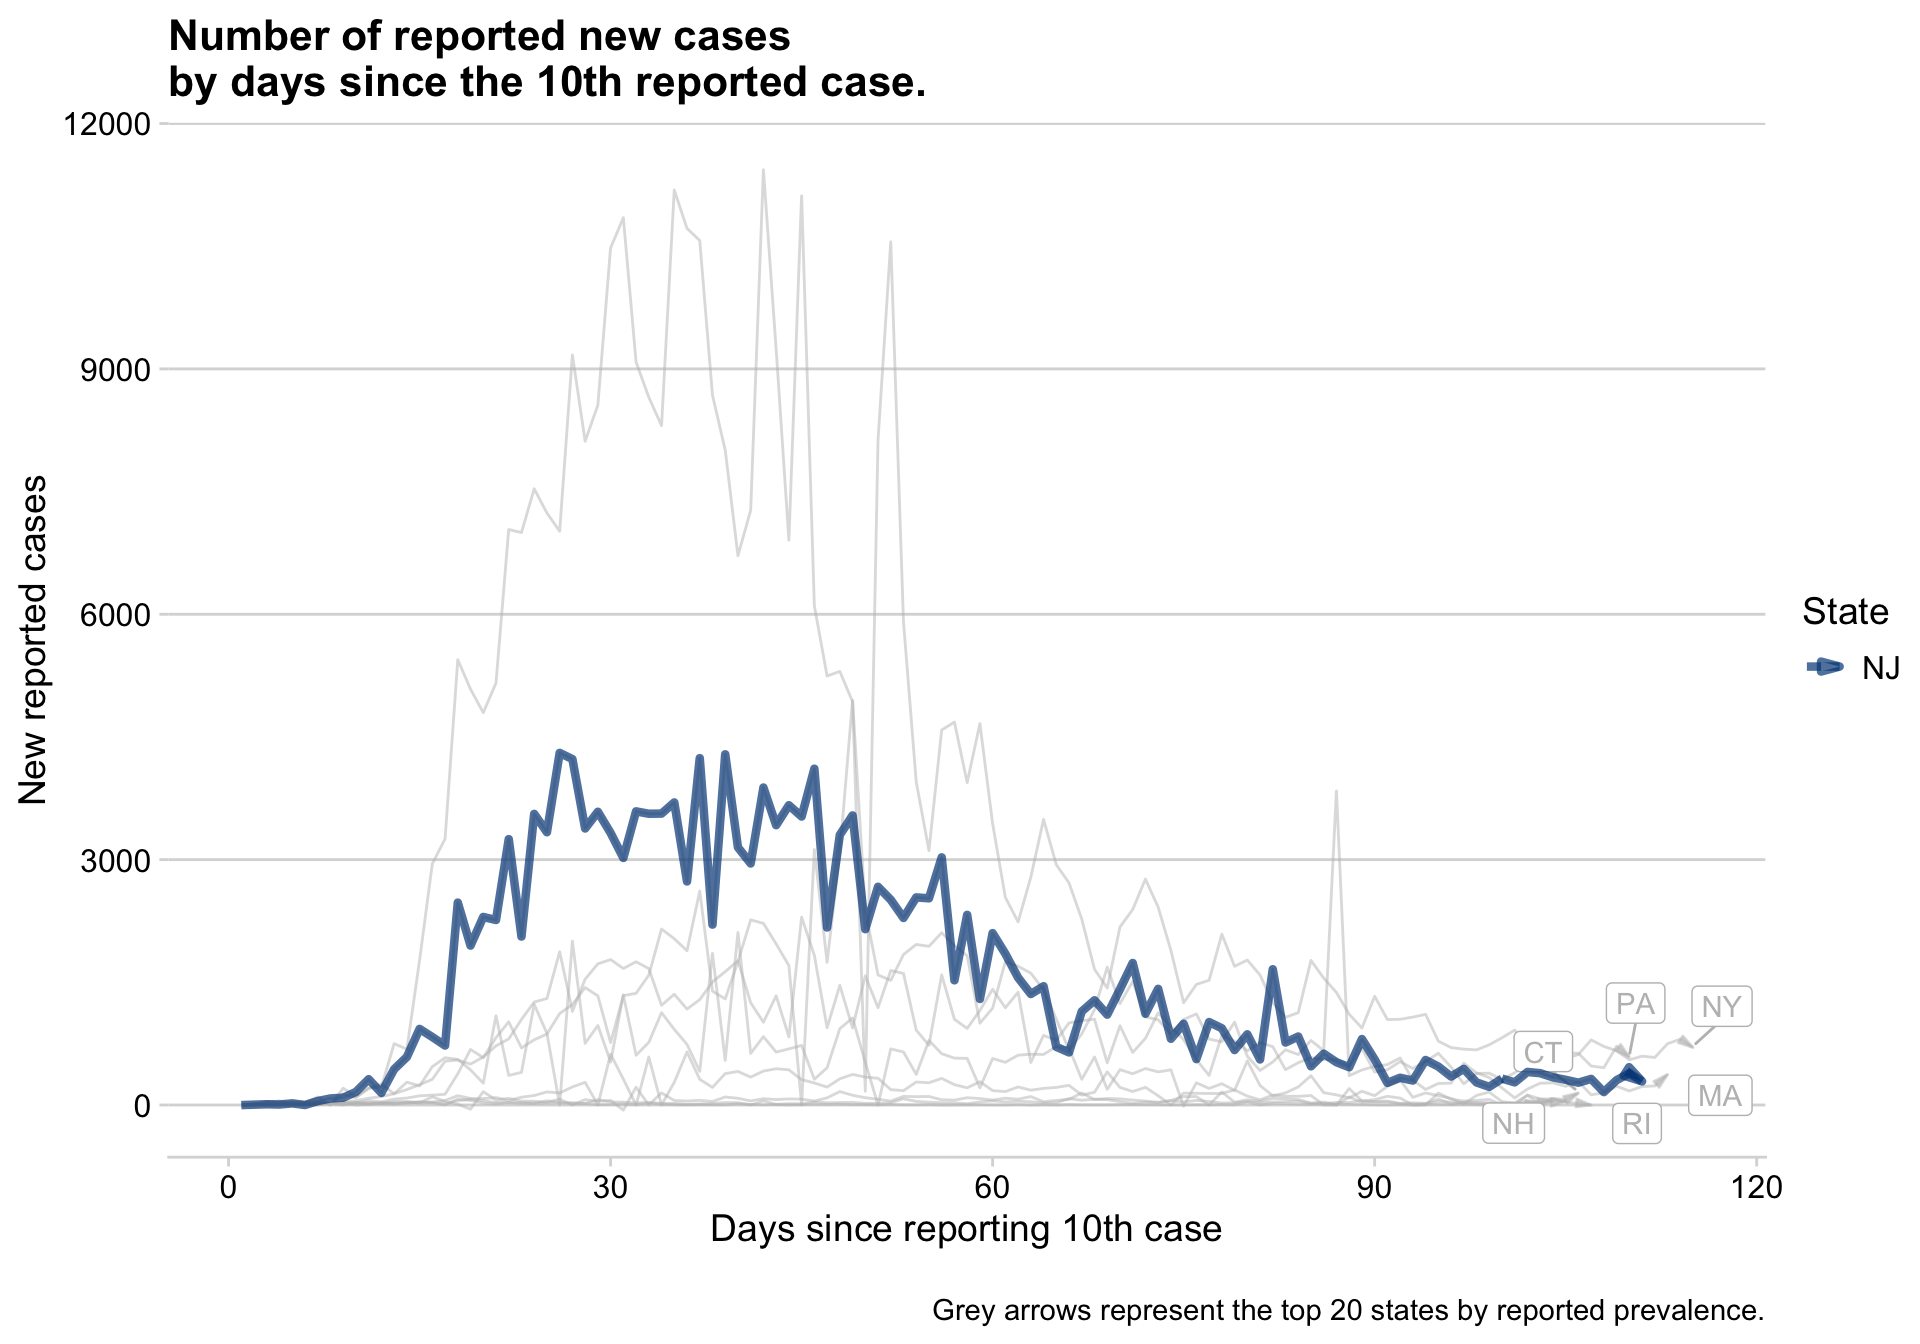 Number of reported new cases
by days since the 10th reported case.
12000
9000
6000
3000
0
New reported cases
State
NJ
PA
NY
CT
MA
NH
RI
0
30
60
90
120
Days since reporting 10th case
Grey arrows represent the top 20 states by reported prevalence.